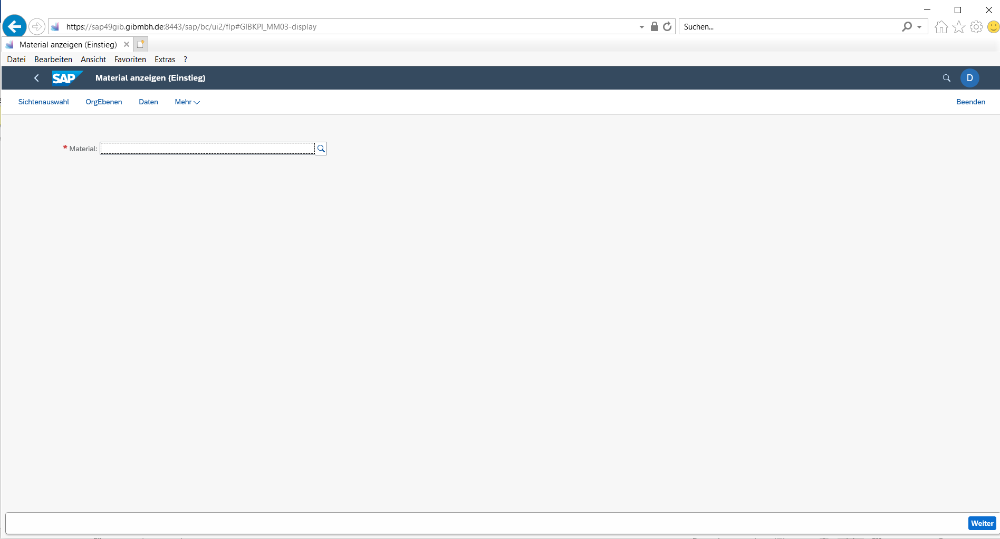 https://sap49gib.gibmbh.de:8443/sap/bc/ui2/flp#GIBKPI_MM03-display
Suchen...
Material anzeigen (Einstieg)
Datei Bearbeiten Ansicht Favoriten Extras ?
SAP Material anzeigen (Einstieg) D
Sichtenauswahl OrgEbenen Daten Mehr Beenden
* Material:
Weiter